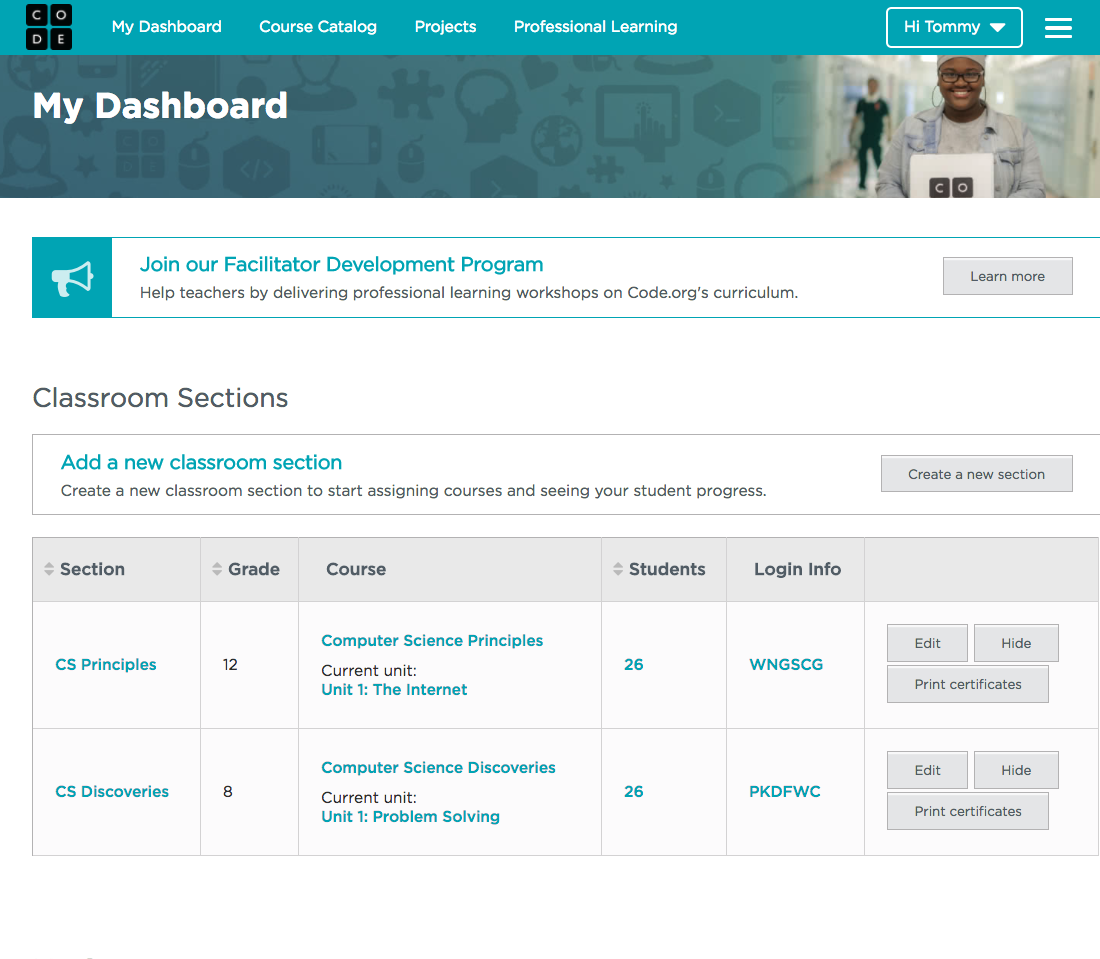 C O
D E
My Dashboard Course Catalog Projects Professional Learning Hi Tommy
My Dashboard
C O
Join our Facilitator Development Program
Help teachers by delivering professional learning workshops on Code.org's curriculum.
Learn more
Classroom Sections
Add a new classroom section
Create a new classroom section to start assigning courses and seeing your student progress.
Create a new section
Section Grade Course Students Login Info
CS Principles 12
Computer Science Principles
Current unit:
Unit 1: The Internet
26 WNGSCG
Edit Hide
Print certificates
CS Discoveries 8
Computer Science Discoveries
Current unit:
Unit 1: Problem Solving
26 PKDFWC
Edit Hide
Print certificates